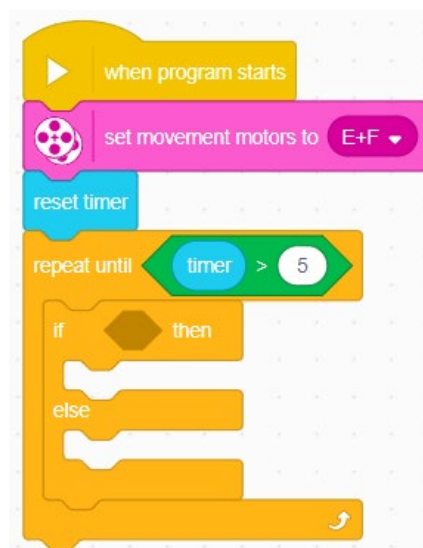 when program starts
set movement motors to E+F
reset timer
repeat until timer > 5
if then
else